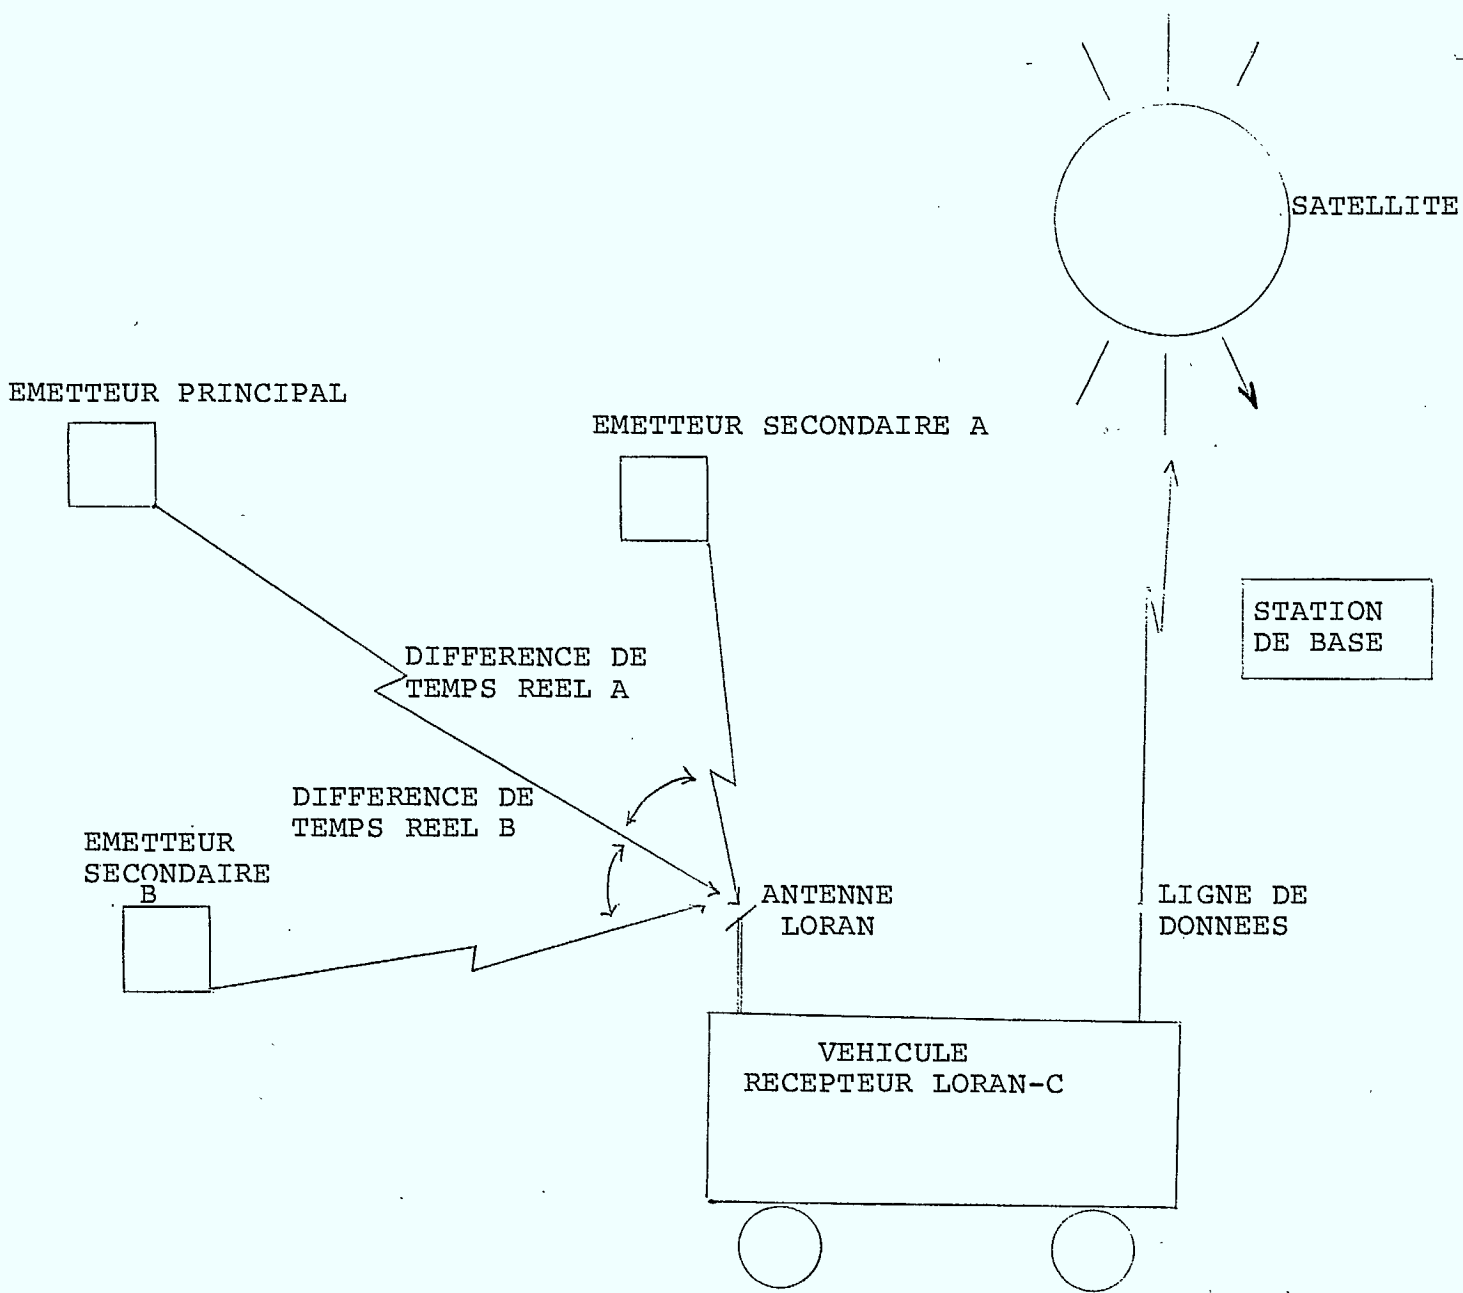 SATELLITE
EMETTEUR PRINCIPAL
EMETTEUR SECONDAIRE A
STATION
DE BASE
DIFFERENCE DE
TEMPS REEL A
DIFFERENCE DE
TEMPS REEL B
EMETTEUR
SECONDAIRE
B
ANTENNE
LORAN
LIGNE DE
DONNEES
VEHICULE
RECEPTEUR LORAN-C